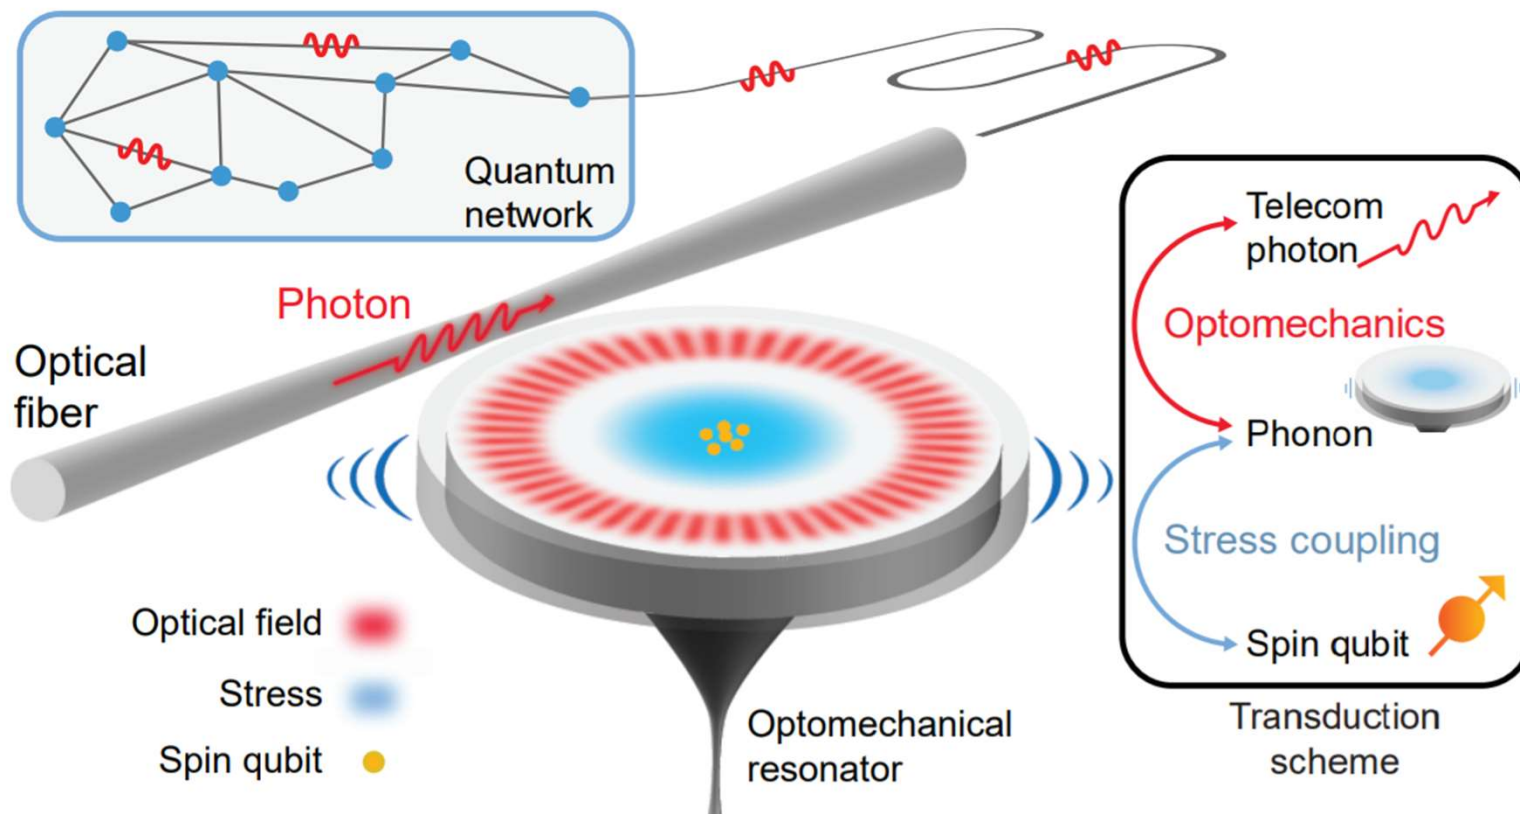 Quantum
network
Photon
Optical
fiber
Optical field
Stress
Spin qubit
Optomechanical
resonator
Telecom
photon
Optomechanics
Phonon
Stress coupling
Spin qubit
Transduction
scheme